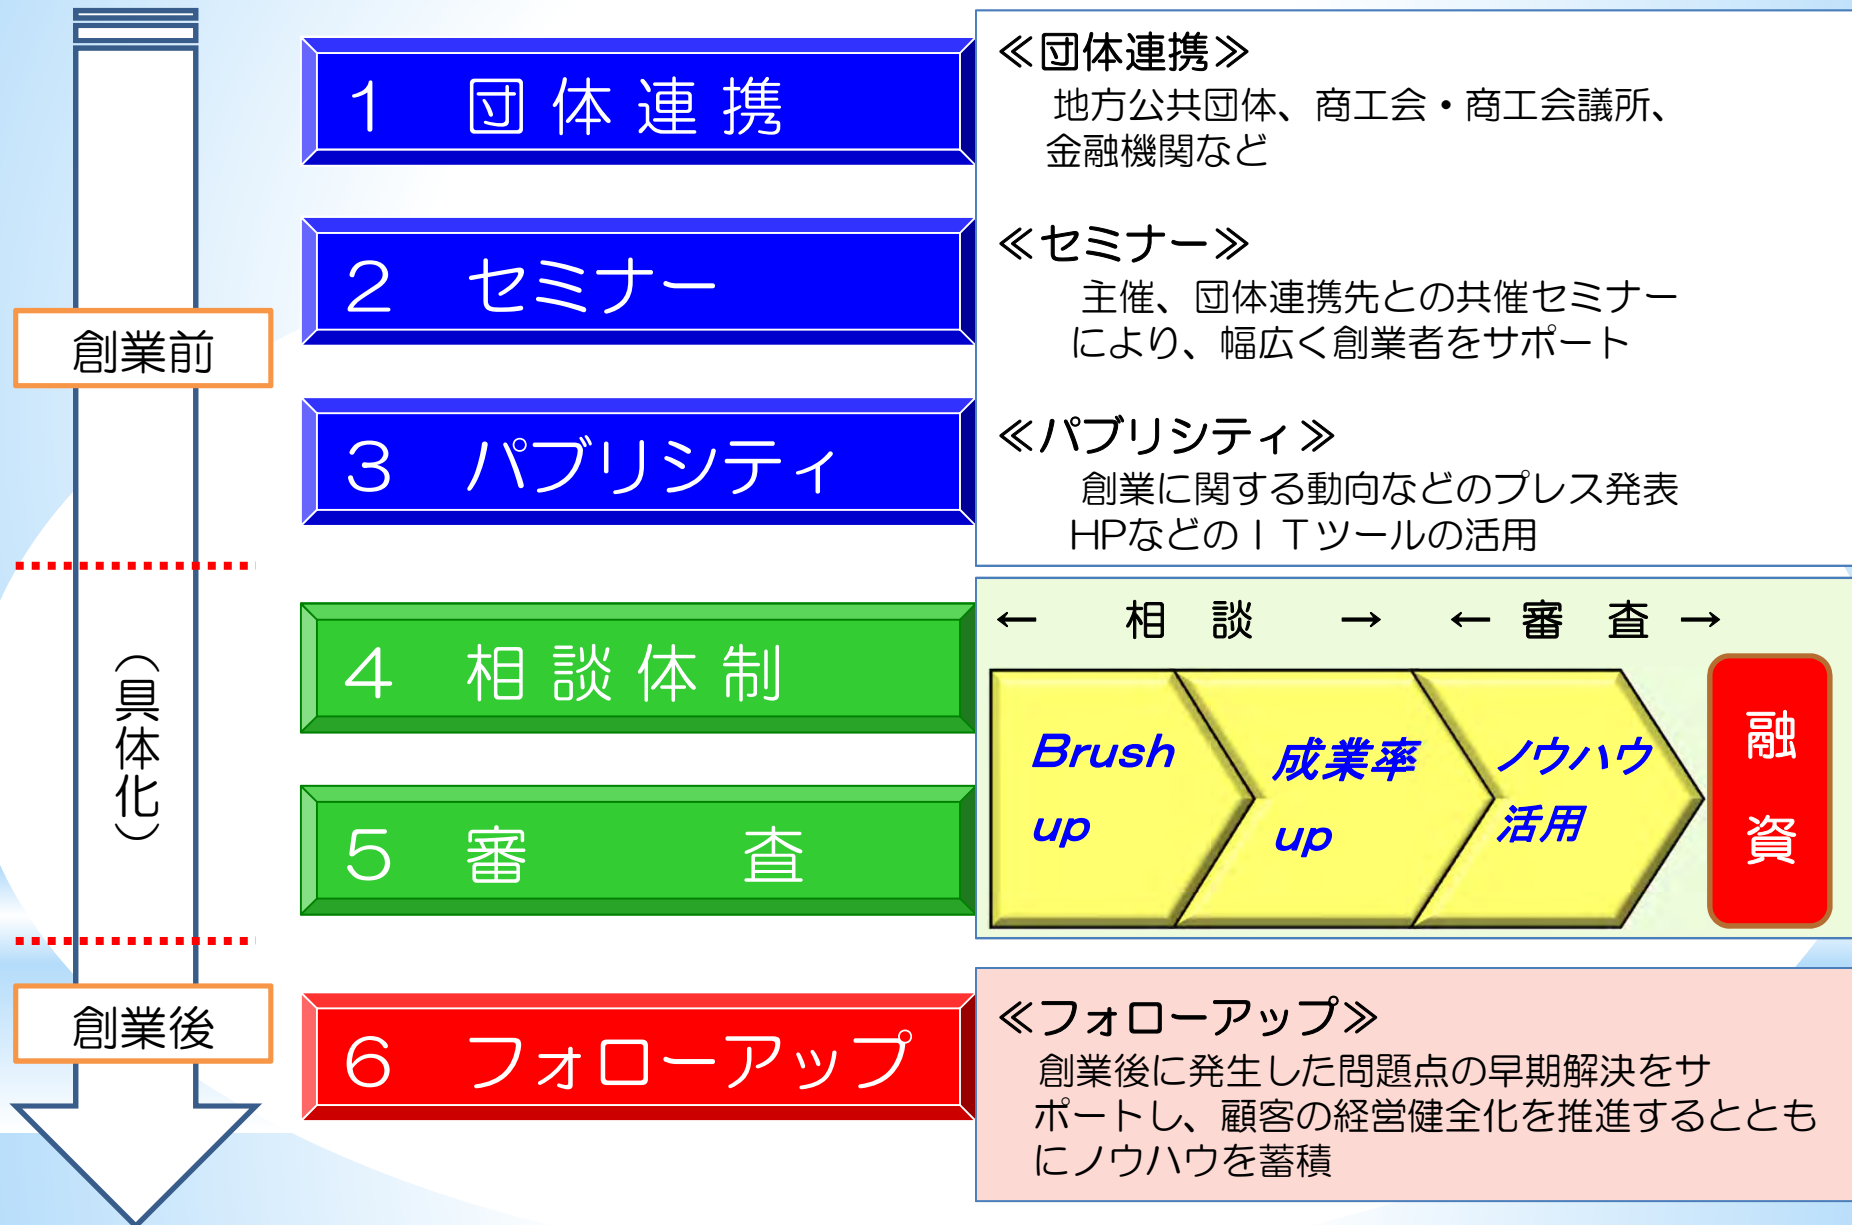 創業前
（具体化）
創業後
１　団体連携
２　セミナー
３　パブリシティ
４　相談体制
５　審　　査
６　フォローアップ
≪団体連携≫
地方公共団体、商工会・商工会議所、
金融機関など
≪セミナー≫
主催、団体連携先との共催セミナー
により、幅広く創業者をサポート
≪パブリシティ≫
創業に関する動向などのプレス発表
HPなどのＩＴツールの活用
←　相　談　→　← 審　査 →
Brush
up
成業率
up
ノウハウ
活用
融
資
≪フォローアップ≫
創業後に発生した問題点の早期解決をサ
ポートし、顧客の経営健全化を推進するととも
にノウハウを蓄積